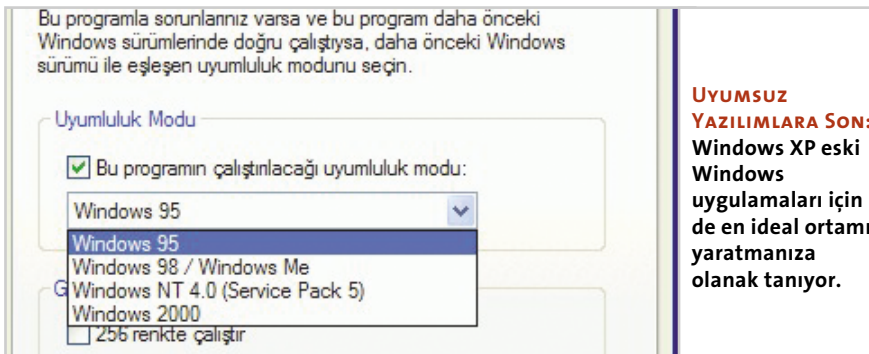 Bu programla sorunlarınız varsa ve bu program daha önceki
Windows sürümlerinde doğru çalıştıysa, daha önceki Windows
sürümü ile eşleşen uyumluluk modunu seçin.
Uyumluluk Modu
Bu programın çalıştırılacağı uyumluluk modu:
Windows 95
Windows 95
Windows 98 / Windows Me
Windows NT 4.0 (Service Pack 5)
Windows 2000
256 renkte çalıştır
UYUMSUZ
YAZILIMLARA SON:
Windows XP eski
Windows
uygulamaları için
de en ideal ortamı
yaratmanıza
olanak tanıyor.